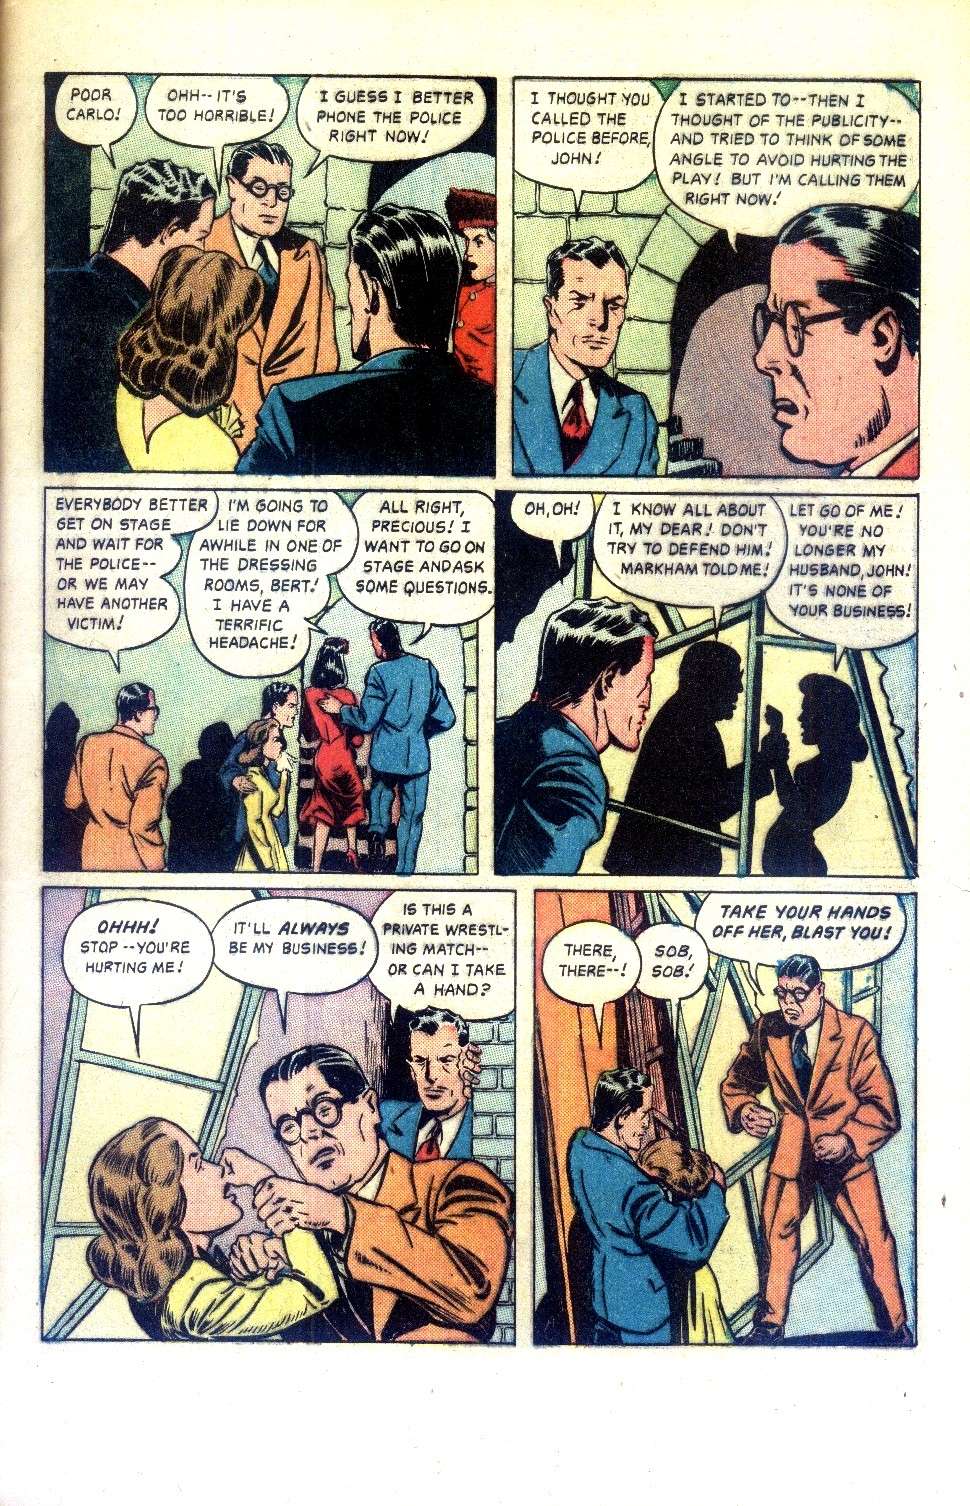 POOR
CARLO!
OHH--IT'S
TOO HORRIBLE!
I GUESS I BETTER
PHONE THE POLICE
RIGHT NOW!
I THOUGHT YOU
CALLED THE
POLICE BEFORE,
JOHN!
I STARTED TO--THEN I
THOUGHT OF THE PUBLICITY--
AND TRIED TO THINK OF SOME
ANGLE TO AVOID HURTING THE
PLAY! BUT I'M CALLING THEM
RIGHT NOW!
EVERYBODY BETTER
GET ON STAGE
AND WAIT FOR
THE POLICE--
OR WE MAY
HAVE ANOTHER
VICTIM!
I'M GOING TO
LIE DOWN FOR
AWHILE IN ONE OF
THE DRESSING
ROOMS, BERT!
I HAVE A
TERRIFIC
HEADACHE!
ALL RIGHT,
PRECIOUS! I
WANT TO GO ON
STAGE AND ASK
SOME QUESTIONS.
OH, OH!
I KNOW ALL ABOUT
IT, MY DEAR! DON'T
TRY TO DEFEND HIM!
MARKHAM TOLD ME!
LET GO OF ME!
YOU'RE NO
LONGER MY
HUSBAND, JOHN!
IT'S NONE OF
YOUR BUSINESS!
OHHH!
STOP--YOU'RE
HURTING ME!
IT'LL ALWAYS
BE MY BUSINESS!
IS THIS A
PRIVATE WRESTL-
ING MATCH--
OR CAN I TAKE
A HAND?
THERE,
THERE--!
SOB,
SOB!
TAKE YOUR HANDS
OFF HER, BLAST YOU!